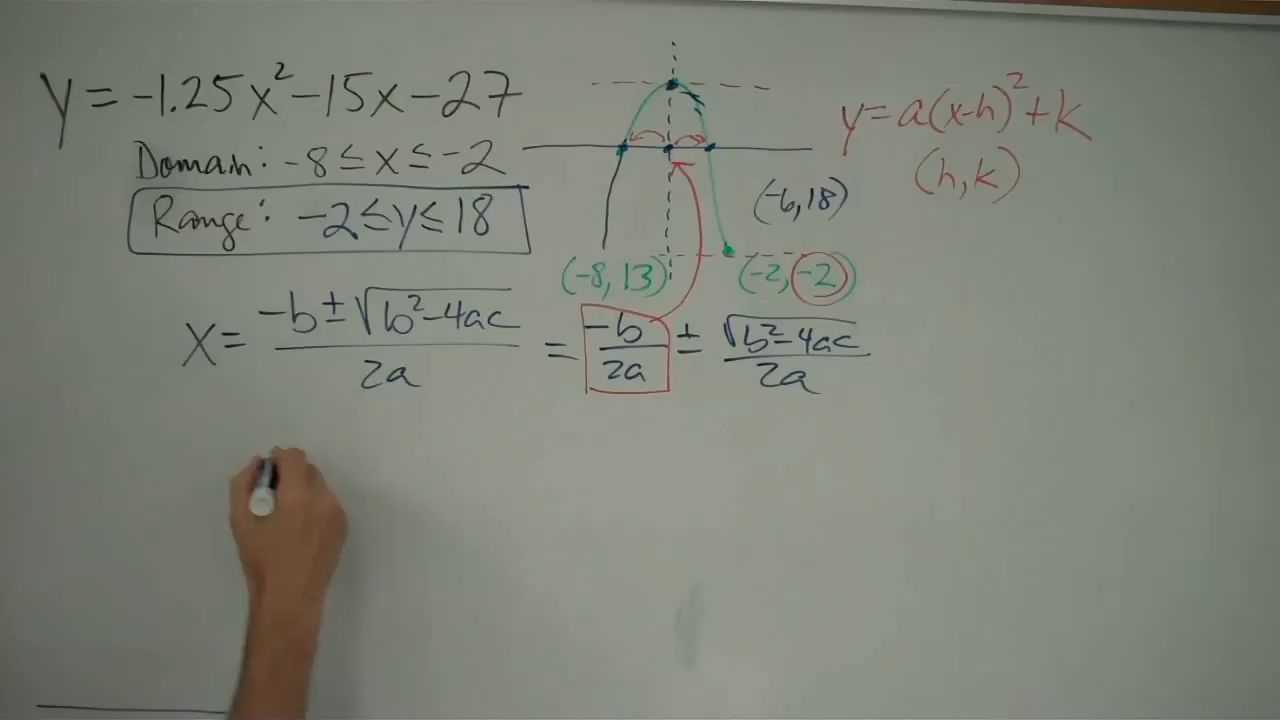 y = -1.25x² - 15x - 27
Domain: -8 ≤ x ≤ -2
Range: -2 ≤ y ≤ 18
y = a(x-h)² + k
(h, k)
(-6, 18)
(-8, 13)
(-2, -2)
X = (-b ± √(b² - 4ac))/2a = -b/2a ± √(b² - 4ac)/2a